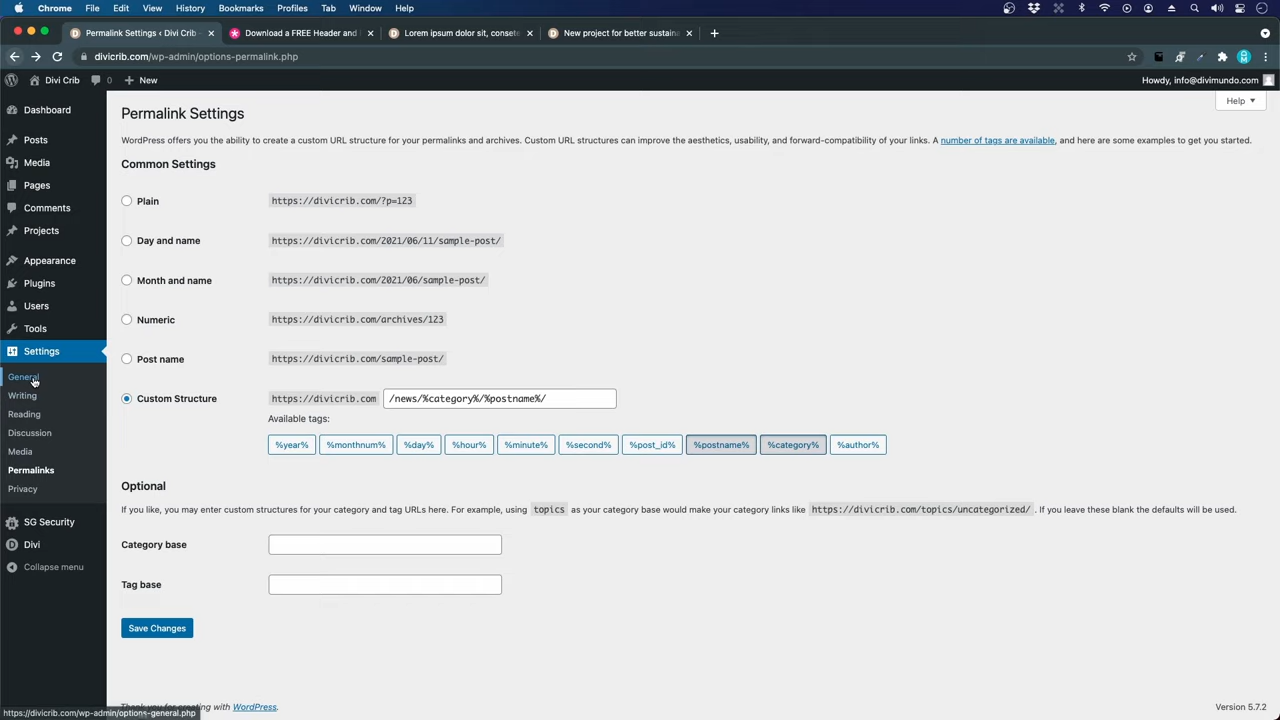 Chrome File Edit View History Bookmarks Profiles Tab Window Help
Permalink Settings ‹ Divi Crib - Download a FREE Header and Lorem ipsum dolor sit, consete New project for better sustaina
divicrib.com/wp-admin/options-permalink.php
Divi Crib 0 New Howdy, info@divimundo.com
Help
Dashboard
Posts
Media
Pages
Comments
Projects
Appearance
Plugins
Users
Tools
Settings
General
Writing
Reading
Discussion
Media
Permalinks
Privacy
SG Security
Divi
Collapse menu
Permalink Settings
WordPress offers you the ability to create a custom URL structure for your permalinks and archives. Custom URL structures can improve the aesthetics, usability, and forward-compatibility of your links. A number of tags are available, and here are some examples to get you started.
Common Settings
Plain https://divicrib.com/?p=123
Day and name https://divicrib.com/2021/06/11/sample-post/
Month and name https://divicrib.com/2021/06/sample-post/
Numeric https://divicrib.com/archives/123
Post name https://divicrib.com/sample-post/
Custom Structure https://divicrib.com /news/%category%/%postname%/
Available tags:
%year% %monthnum% %day% %hour% %minute% %second% %post_id% %postname% %category% %author%
Optional
If you like, you may enter custom structures for your category and tag URLs here. For example, using topics as your category base would make your category links like https://divicrib.com/topics/uncategorized/ . If you leave these blank the defaults will be used.
Category base
Tag base
Save Changes
Thank you for creating with WordPress.
Version 5.7.2
https://divicrib.com/wp-admin/options-general.php